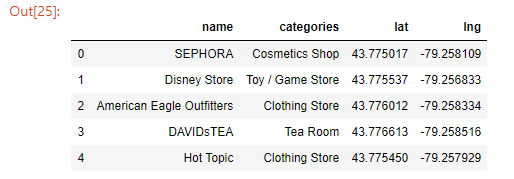 Out[25]:
name categories lat lng
0 SEPHORA Cosmetics Shop 43.775017 -79.258109
1 Disney Store Toy / Game Store 43.775537 -79.256833
2 American Eagle Outfitters Clothing Store 43.776012 -79.258334
3 DAVIDsTEA Tea Room 43.776613 -79.258516
4 Hot Topic Clothing Store 43.775450 -79.257929